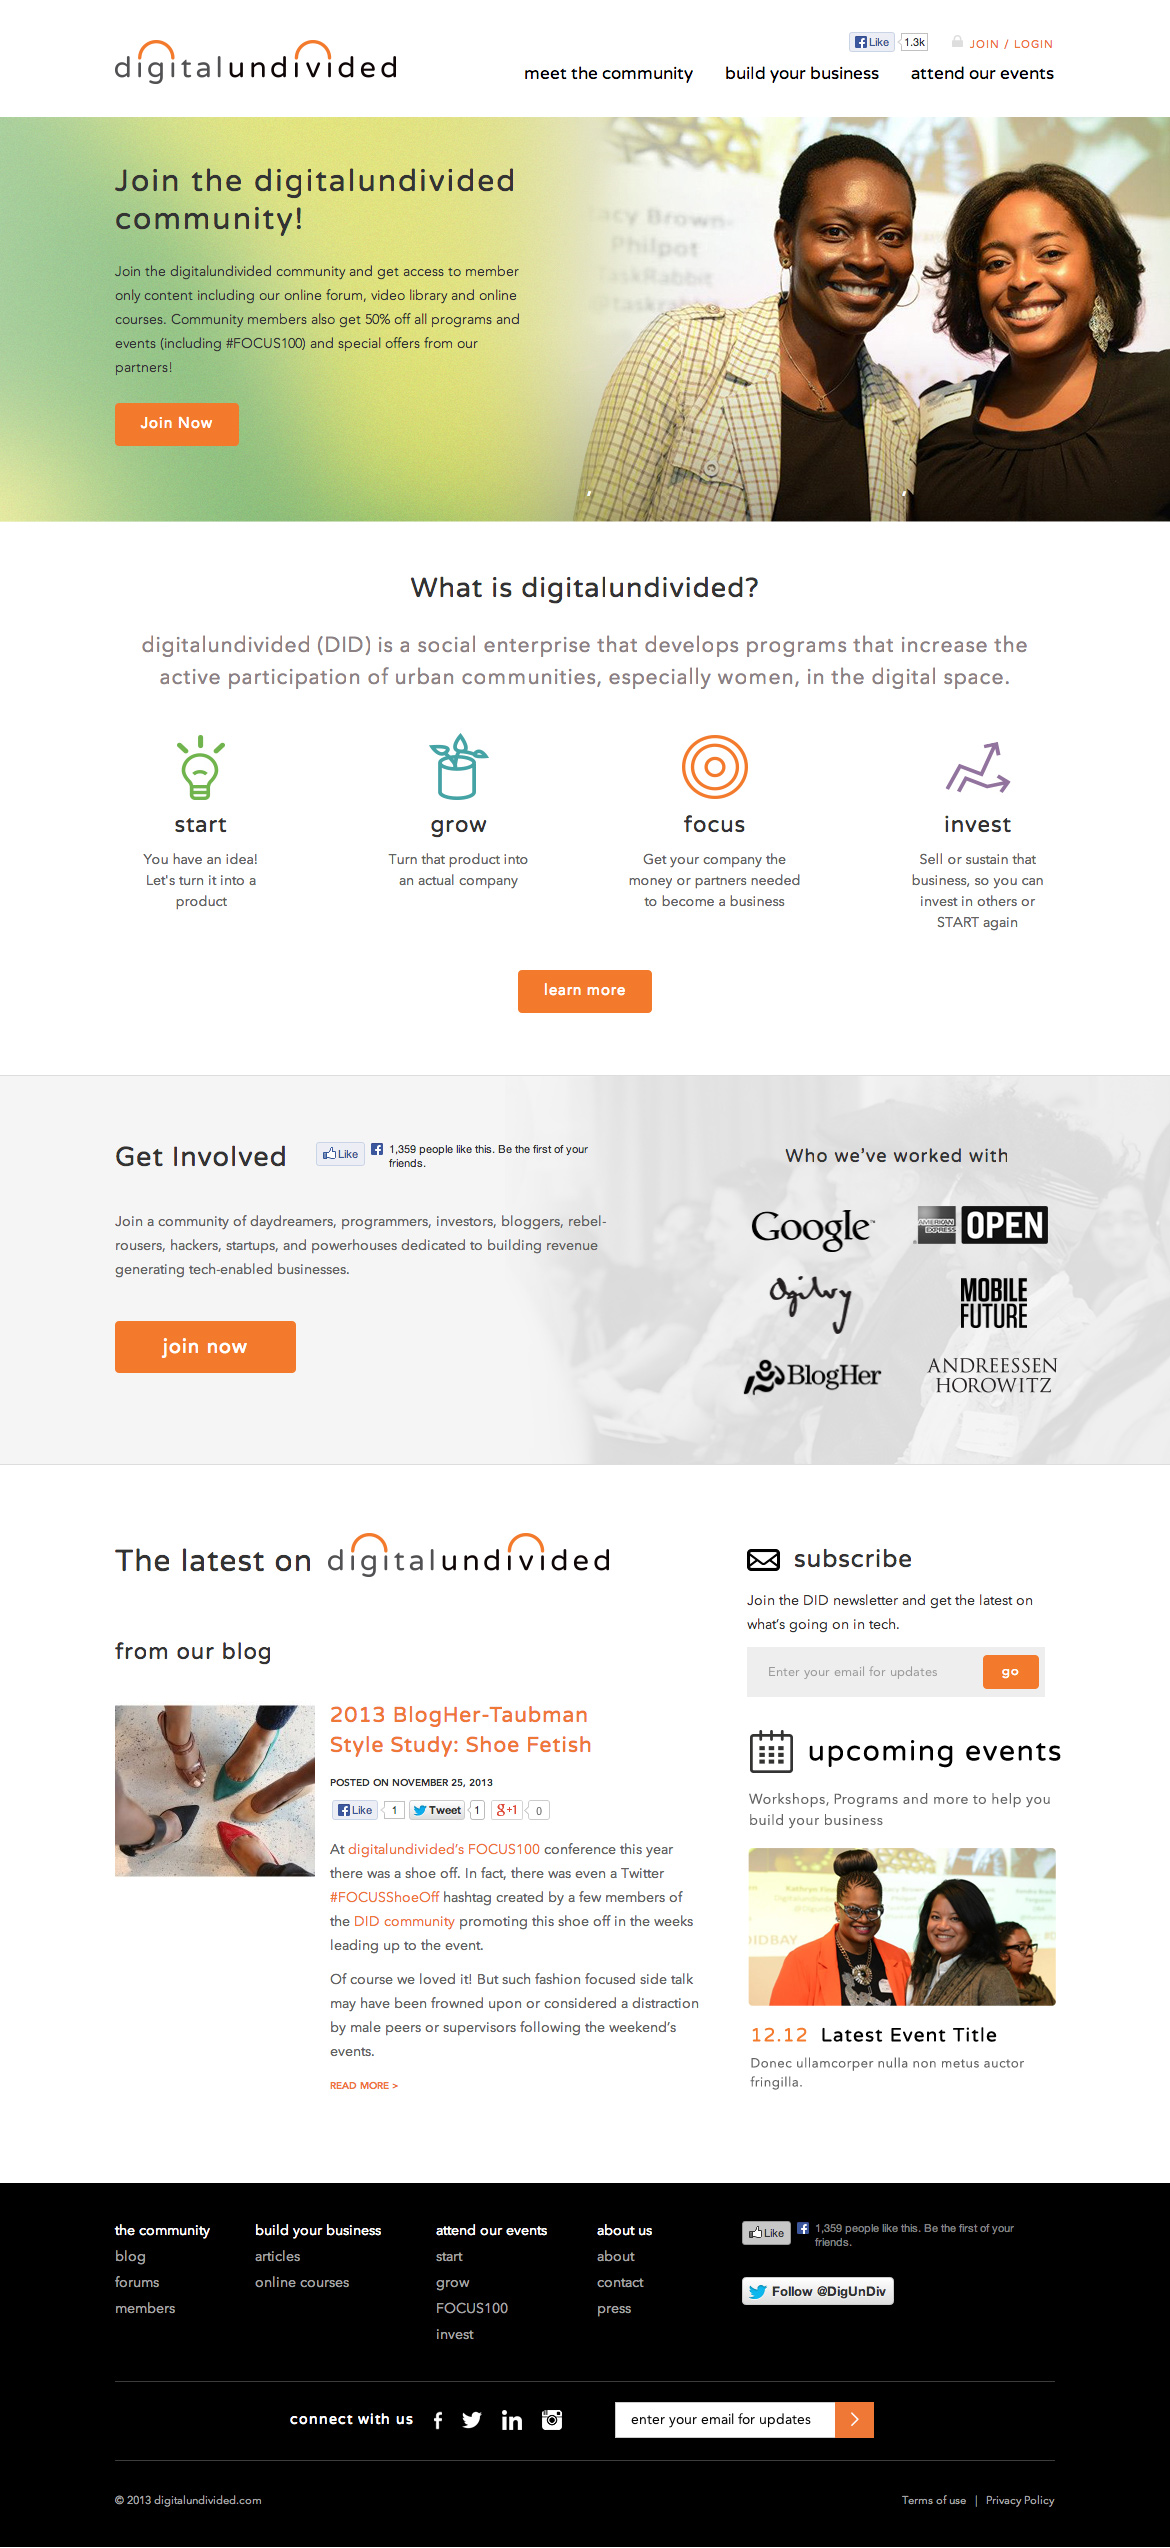 digitalundivided
Like 1.3k JOIN / LOGIN
meet the community build your business attend our events
Join the digitalundivided
community!
Join the digitalundivided community and get access to member
only content including our online forum, video library and online
courses. Community members also get 50% off all programs and
events (including #FOCUS100) and special offers from our
partners!
Join Now
acy Brown-
Philpot
TaskRabbit
What is digitalundivided?
digitalundivided (DID) is a social enterprise that develops programs that increase the
active participation of urban communities, especially women, in the digital space.
start
You have an idea!
Let's turn it into a
product
grow
Turn that product into
an actual company
focus
Get your company the
money or partners needed
to become a business
invest
Sell or sustain that
business, so you can
invest in others or
START again
learn more
Get Involved
Like 1,359 people like this. Be the first of your
friends.
Join a community of daydreamers, programmers, investors, bloggers, rebel-
rousers, hackers, startups, and powerhouses dedicated to building revenue
generating tech-enabled businesses.
join now
Who we've worked with
Google™
AMERICAN EXPRESS OPEN
Ogilvy
MOBILE
FUTURE
BlogHer
ANDREESSEN
HOROWITZ
The latest on digitalundivided
from our blog
2013 BlogHer-Taubman
Style Study: Shoe Fetish
POSTED ON NOVEMBER 25, 2013
Like 1 Tweet 1 g+1 0
At digitalundivided's FOCUS100 conference this year
there was a shoe off. In fact, there was even a Twitter
#FOCUSShoeOff hashtag created by a few members of
the DID community promoting this shoe off in the weeks
leading up to the event.
Of course we loved it! But such fashion focused side talk
may have been frowned upon or considered a distraction
by male peers or supervisors following the weekend's
events.
READ MORE >
subscribe
Join the DID newsletter and get the latest on
what's going on in tech.
Enter your email for updates go
upcoming events
Workshops, Programs and more to help you
build your business
DIDBAY
12.12 Latest Event Title
Donec ullamcorper nulla non metus auctor
fringilla.
the community
blog
forums
members
build your business
articles
online courses
attend our events
start
grow
FOCUS100
invest
about us
about
contact
press
Like 1,359 people like this. Be the first of your
friends.
Follow @DigUnDiv
connect with us
f in
enter your email for updates >
© 2013 digitalundivided.com
Terms of use | Privacy Policy